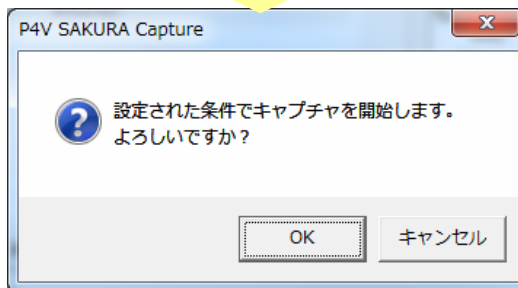 P4V SAKURA Capture
設定された条件でキャプチャを開始します。
よろしいですか？
OK
キャンセル